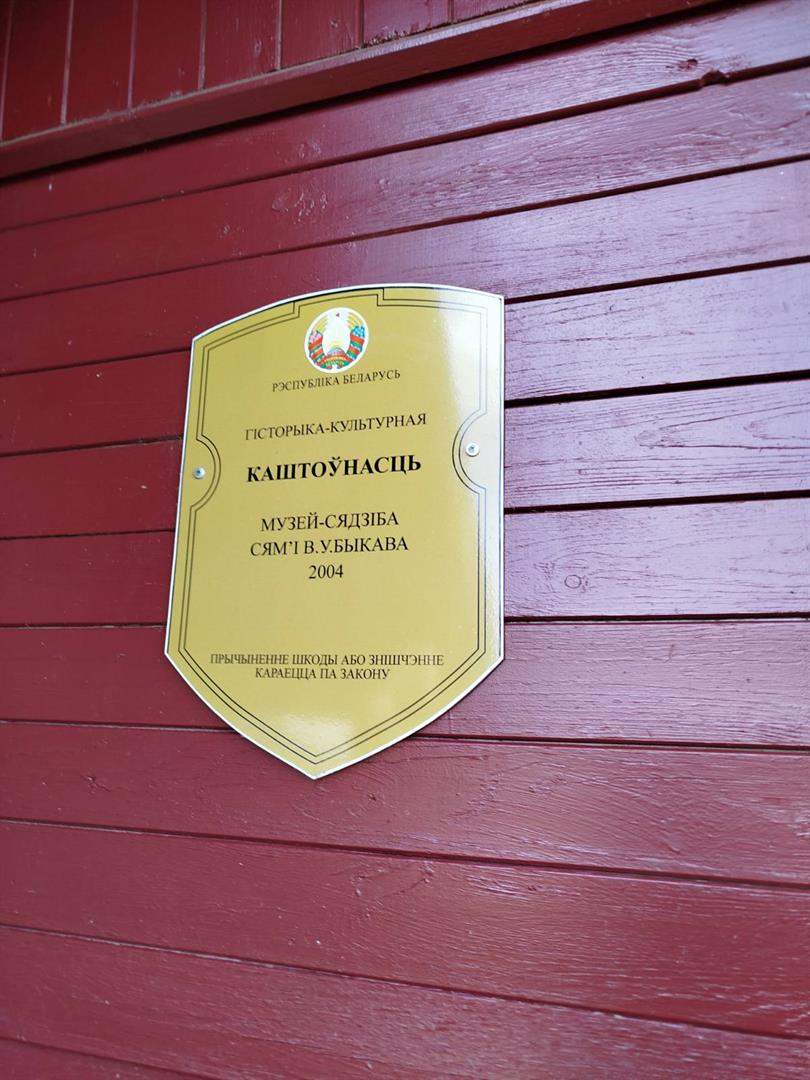 РЭСПУБЛІКА БЕЛАРУСЬ
ГІСТОРЫКА-КУЛЬТУРНАЯ
КАШТОЎНАСЦЬ
МУЗЕЙ-СЯДЗІБА
СЯМ'І В.У.БЫКАВА
2004
ПРЫЧЫНЕННЕ ШКОДЫ АБО ЗНІШЧЭННЕ
КАРАЕЦЦА ПА ЗАКОНУ